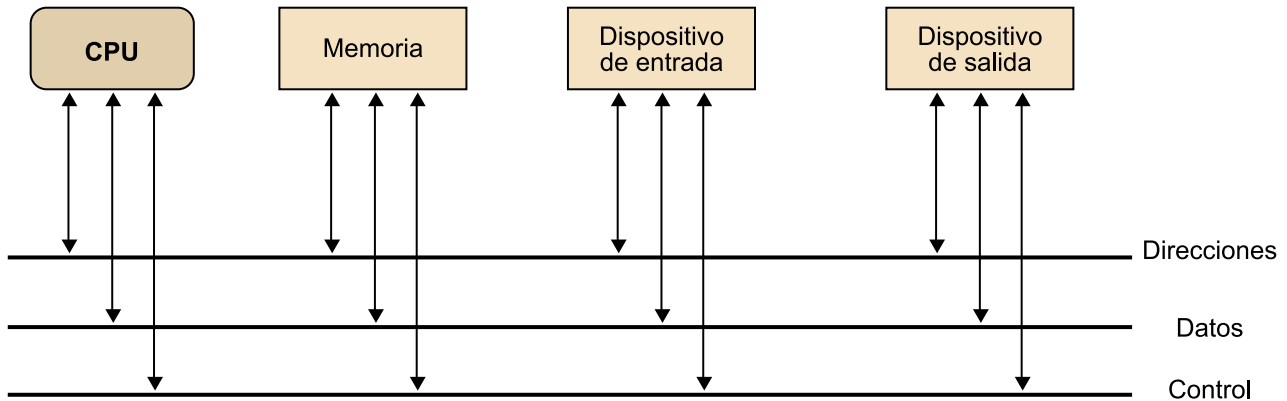 CPU
Memoria
Dispositivo
de entrada
Dispositivo
de salida
Direcciones
Datos
Control